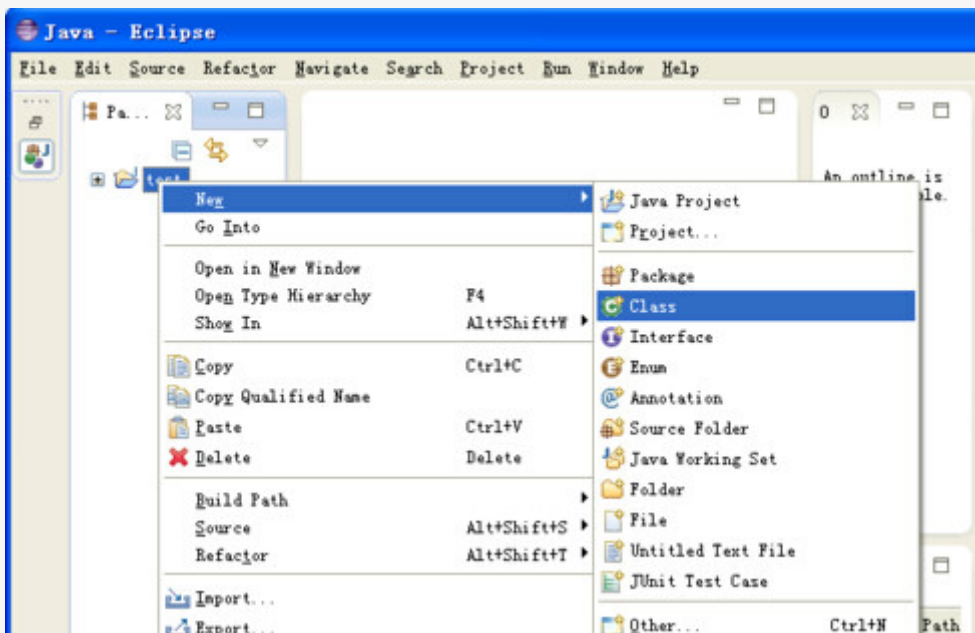 Java - Eclipse
File Edit Source Refactor Navigate Search Project Run Window Help
Pa...
O
An outline is
test
New
Go Into
Open in New Window
Open Type Hierarchy F4
Show In Alt+Shift+W
Copy Ctrl+C
Copy Qualified Name
Paste Ctrl+V
Delete Delete
Build Path
Source Alt+Shift+S
Refactor Alt+Shift+T
Import...
Export...
Java Project
Project...
Package
Class
Interface
Enum
Annotation
Source Folder
Java Working Set
Folder
File
Untitled Text File
JUnit Test Case
Other... Ctrl+N
Path